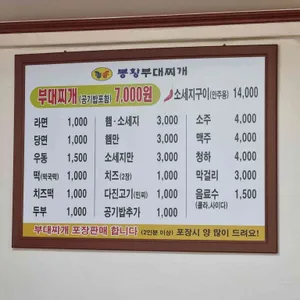 뽕킹부대찌개
부대찌개 (공기밥포함) 7,000원 소세지구이(안주용) 14,000
라면 1,000 햄·소세지 3,000 소주 4,000
당면 1,000 햄만 3,000 맥주 4,000
우동 1,500 소세지만 3,000 청하 4,000
떡(떡국떡) 1,000 치즈(2장) 1,000 막걸리 3,000
치즈떡 1,000 다진고기(민찌) 1,000 음료수 1,500
(콜라,사이다)
두부 1,000 공기밥추가 1,000
부대찌개 포장판매 합니다 (2인분 이상) 포장시 양 많이 드려요!